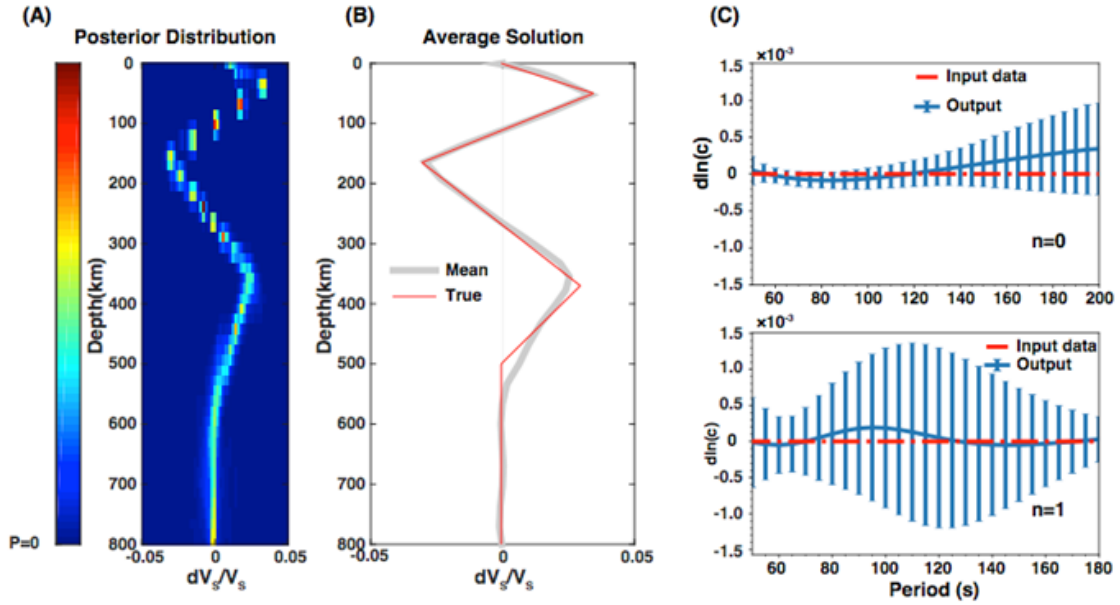 (A)
Posterior Distribution
0
100
200
300
400
500
600
700
800
Depth(km)
P=0
-0.05 0 0.05
dVs/Vs
(B)
Average Solution
0
100
200
300
400
500
600
700
800
Depth(km)
Mean
True
-0.05 0 0.05
dVs/Vs
(C)
×10-3
1.5
1.0
0.5
0
-0.5
-1.0
-1.5
dln(c)
Input data
Output
n=0
60 80 100 120 140 160 180 200
×10-3
1.5
1.0
0.5
0
-0.5
-1.0
-1.5
dln(c)
Input data
Output
n=1
60 80 100 120 140 160 180
Period (s)